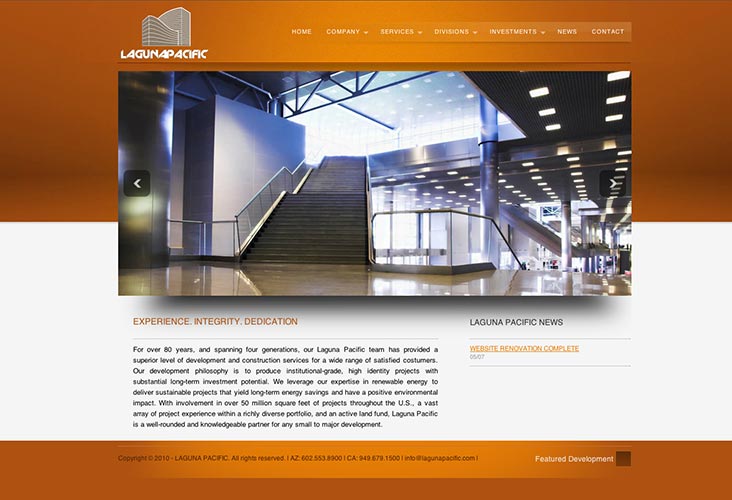 LAGUNAPACIFIC
HOME COMPANY SERVICES DIVISIONS INVESTMENTS NEWS CONTACT
EXPERIENCE. INTEGRITY. DEDICATION
For over 80 years, and spanning four generations, our Laguna Pacific team has provided a
superior level of development and construction services for a wide range of satisfied costumers.
Our development philosophy is to produce institutional-grade, high identity projects with
substantial long-term investment potential. We leverage our expertise in renewable energy to
deliver sustainable projects that yield long-term energy savings and have a positive environmental
impact. With involvement in over 50 million square feet of projects throughout the U.S., a vast
array of project experience within a richly diverse portfolio, and an active land fund, Laguna Pacific
is a well-rounded and knowledgeable partner for any small to major development.
LAGUNA PACIFIC NEWS
WEBSITE RENOVATION COMPLETE
05/07
Copyright © 2010 - LAGUNA PACIFIC. All rights reserved. | AZ: 602.553.8900 | CA: 949.679.1500 | info@lagunapacific.com |
Featured Development